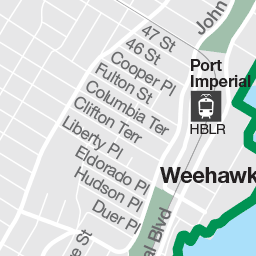 John
47 St
46 St
Cooper Pl
Fulton St
Columbia Ter
Clifton Terr
Liberty Pl
Eldorado Pl
Hudson Pl
Duer Pl
Port
Imperial
HBLR
Weehawk
al Blvd
e St